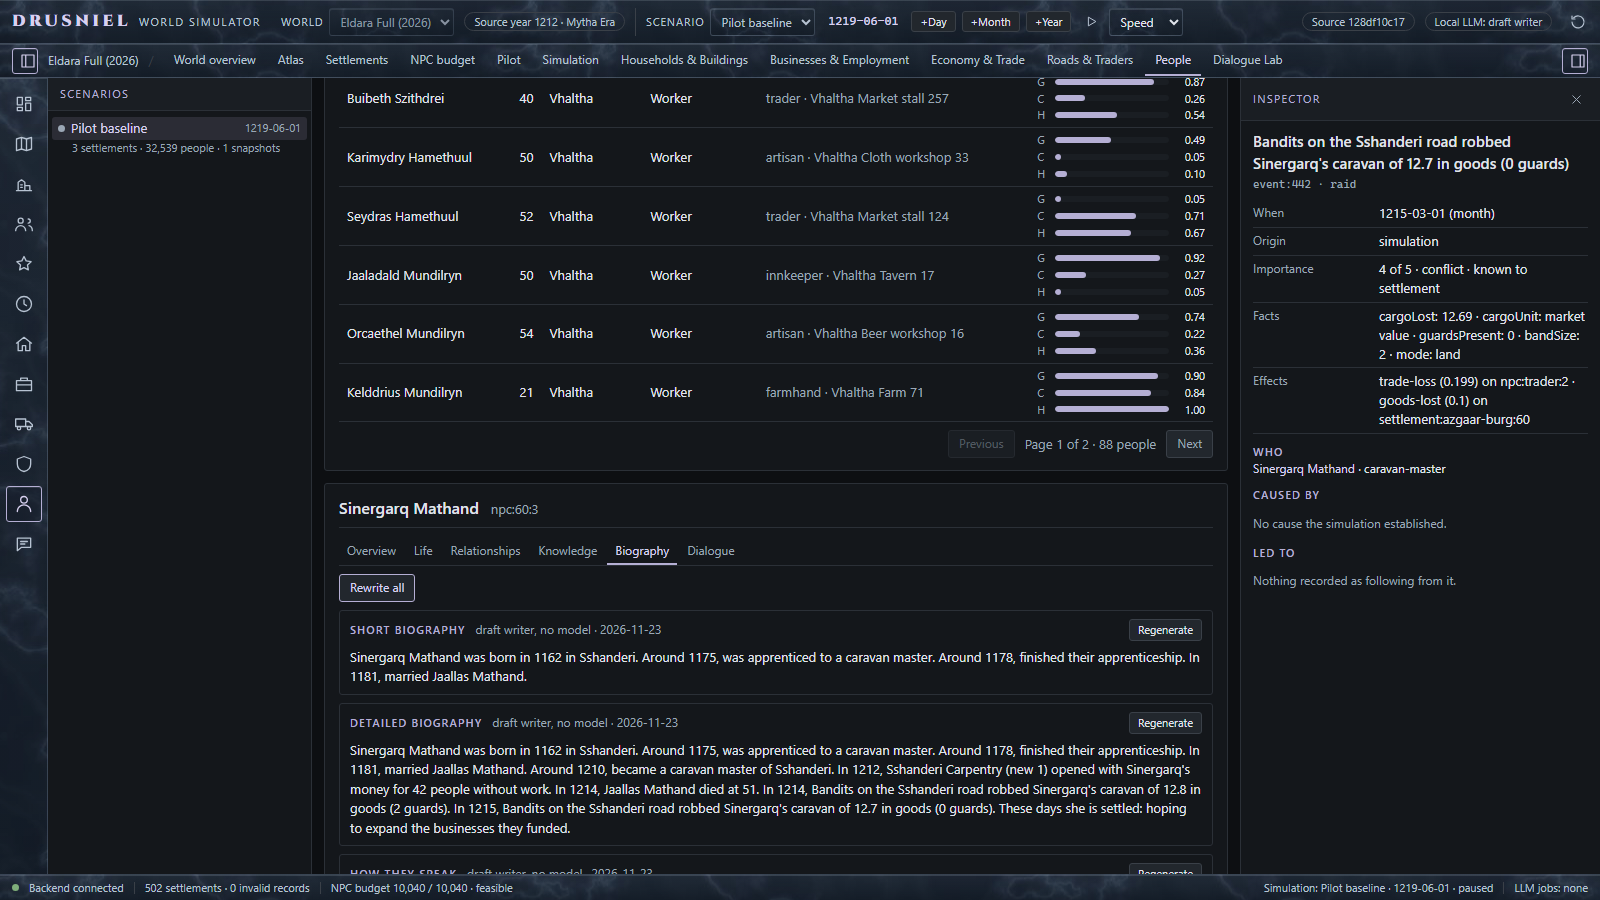 DRUSNIEL WORLD SIMULATOR WORLD Eldara Full (2026) Source year 1212 · Mytha Era SCENARIO Pilot baseline 1219-06-01 +Day +Month +Year Speed Source 128df10c17 Local LLM: draft writer
Eldara Full (2026) / World overview Atlas Settlements NPC budget Pilot Simulation Households & Buildings Businesses & Employment Economy & Trade Roads & Traders People Dialogue Lab
SCENARIOS
Pilot baseline 1219-06-01
3 settlements · 32,539 people · 1 snapshots
G 0.87
Buibeth Szithdrei 40 Vhaltha Worker trader · Vhaltha Market stall 257 C 0.26
H 0.54
G 0.49
Karimydry Hamethuul 50 Vhaltha Worker artisan · Vhaltha Cloth workshop 33 C 0.05
H 0.10
G 0.05
Seydras Hamethuul 52 Vhaltha Worker trader · Vhaltha Market stall 124 C 0.71
H 0.67
G 0.92
Jaaladald Mundilryn 50 Vhaltha Worker innkeeper · Vhaltha Tavern 17 C 0.27
H 0.05
G 0.74
Orcaethel Mundilryn 54 Vhaltha Worker artisan · Vhaltha Beer workshop 16 C 0.22
H 0.36
G 0.90
Kelddrius Mundilryn 21 Vhaltha Worker farmhand · Vhaltha Farm 71 C 0.84
H 1.00
Previous Page 1 of 2 · 88 people Next
Sinergarq Mathand npc:60:3
Overview Life Relationships Knowledge Biography Dialogue
Rewrite all
SHORT BIOGRAPHY draft writer, no model · 2026-11-23 Regenerate
Sinergarq Mathand was born in 1162 in Sshanderi. Around 1175, was apprenticed to a caravan master. Around 1178, finished their apprenticeship. In
1181, married Jaallas Mathand.
DETAILED BIOGRAPHY draft writer, no model · 2026-11-23 Regenerate
Sinergarq Mathand was born in 1162 in Sshanderi. Around 1175, was apprenticed to a caravan master. Around 1178, finished their apprenticeship. In
1181, married Jaallas Mathand. Around 1210, became a caravan master of Sshanderi. In 1212, Sshanderi Carpentry (new 1) opened with Sinergarq's
money for 42 people without work. In 1214, Jaallas Mathand died at 51. In 1214, Bandits on the Sshanderi road robbed Sinergarq's caravan of 12.8 in
goods (2 guards). In 1215, Bandits on the Sshanderi road robbed Sinergarq's caravan of 12.7 in goods (0 guards). These days she is settled: hoping
to expand the businesses they funded.
HOW THEY SPEAK draft writer, no model · 2026-11-23 Regenerate
INSPECTOR
Bandits on the Sshanderi road robbed
Sinergarq's caravan of 12.7 in goods (0 guards)
event:442 · raid
When 1215-03-01 (month)
Origin simulation
Importance 4 of 5 · conflict · known to
settlement
Facts cargoLost: 12.69 · cargoUnit: market
value · guardsPresent: 0 · bandSize:
2 · mode: land
Effects trade-loss (0.199) on npc:trader:2 ·
goods-lost (0.1) on
settlement:azgaar-burg:60
WHO
Sinergarq Mathand · caravan-master
CAUSED BY
No cause the simulation established.
LED TO
Nothing recorded as following from it.
Backend connected 502 settlements · 0 invalid records NPC budget 10,040 / 10,040 · feasible Simulation: Pilot baseline · 1219-06-01 · paused LLM jobs: none